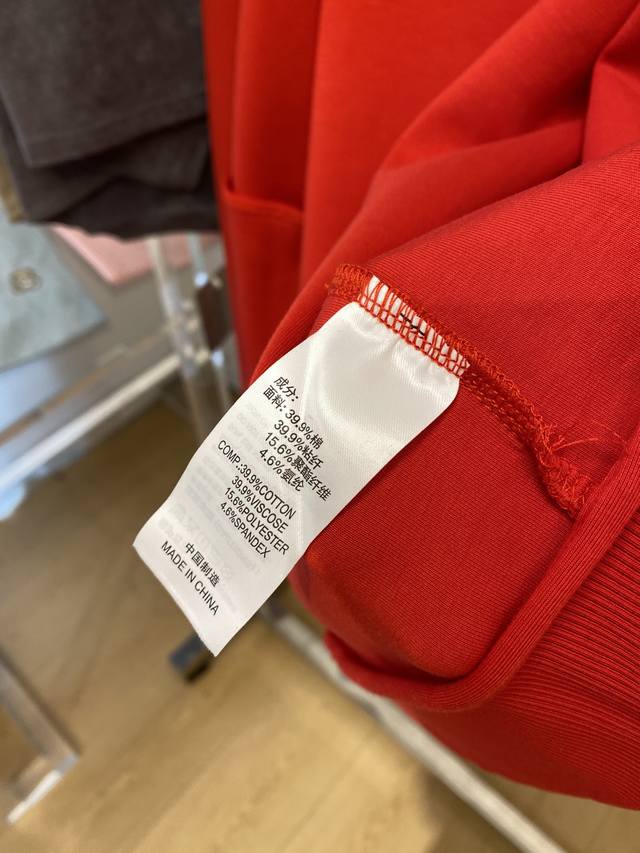 成分:
面料: 39.9%棉
39.9%粘纤
15.6%聚酯纤维
4.6%氨纶
COMP.:39.9%COTTON
39.9%VISCOSE
15.6%POLYESTER
4.6%SPANDEX
中国制造
MADE IN CHINA